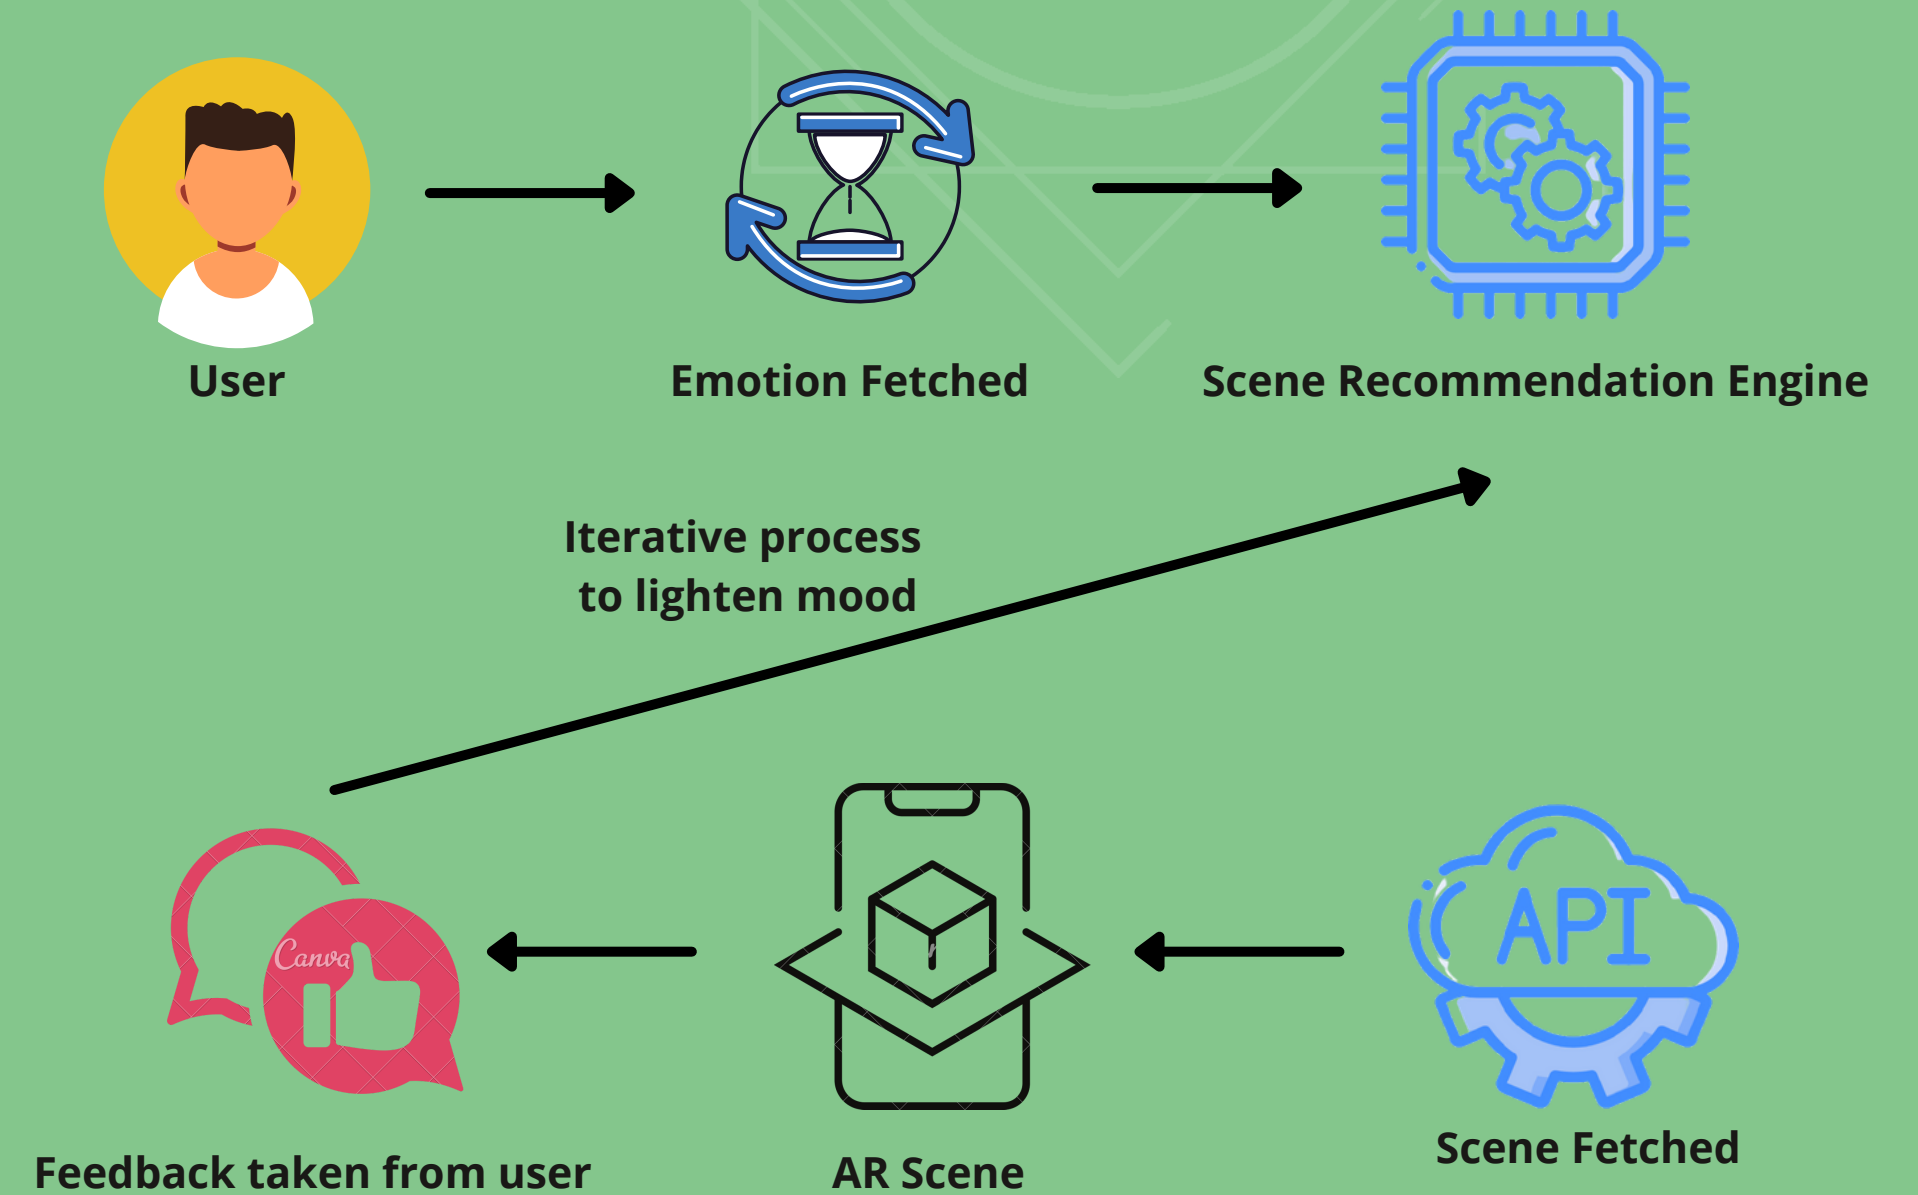 User
Emotion Fetched
Scene Recommendation Engine
Iterative process
to lighten mood
API
Canva
Feedback taken from user
AR Scene
Scene Fetched